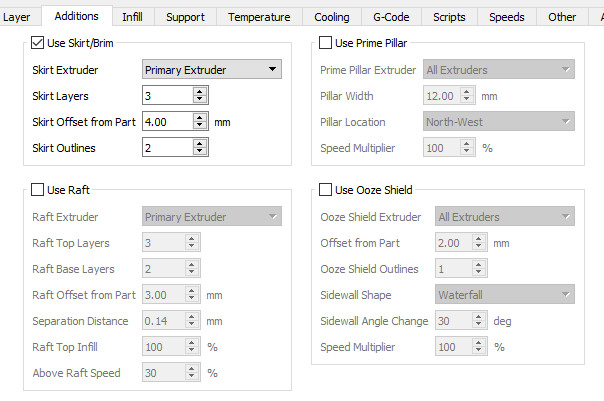 Layer Additions Infill Support Temperature Cooling G-Code Scripts Speeds Other
Use Skirt/Brim
Skirt Extruder Primary Extruder
Skirt Layers 3
Skirt Offset from Part 4.00 mm
Skirt Outlines 2
Use Prime Pillar
Prime Pillar Extruder All Extruders
Pillar Width 12.00 mm
Pillar Location North-West
Speed Multiplier 100 %
Use Raft
Raft Extruder Primary Extruder
Raft Top Layers 3
Raft Base Layers 2
Raft Offset from Part 3.00 mm
Separation Distance 0.14 mm
Raft Top Infill 100 %
Above Raft Speed 30 %
Use Ooze Shield
Ooze Shield Extruder All Extruders
Offset from Part 2.00 mm
Ooze Shield Outlines 1
Sidewall Shape Waterfall
Sidewall Angle Change 30 deg
Speed Multiplier 100 %